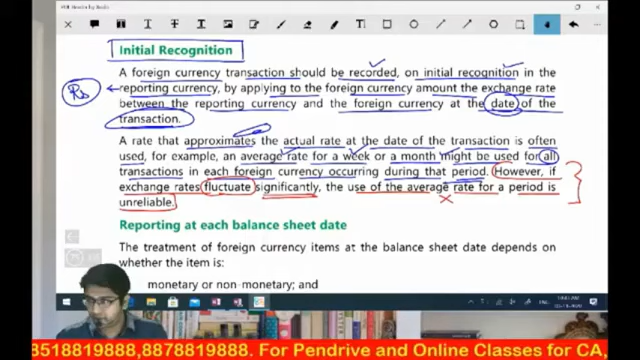 Initial Recognition
A foreign currency transaction should be recorded, on initial recognition in the
Rs
reporting currency, by applying to the foreign currency amount the exchange rate
between the reporting currency and the foreign currency at the date of the
transaction.
A rate that approximates the actual rate at the date of the transaction is often
used, for example, an average rate for a week or a month might be used for all
transactions in each foreign currency occurring during that period. However, if
exchange rates fluctuate significantly, the use of the average rate for a period is
unreliable.
Reporting at each balance sheet date
The treatment of foreign currency items at the balance sheet date depends on
whether the item is:
monetary or non-monetary; and
ENG
8518819888,8878819888. For Pendrive and Online Classes for CA,